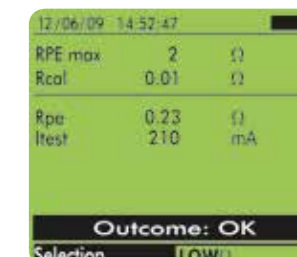 12/06/09 14:52:47
RPE max 2 Ω
Rcal 0.01 Ω
Rpe 0.23 Ω
Itest 210 mA
Outcome: OK
Selection LOWΩ